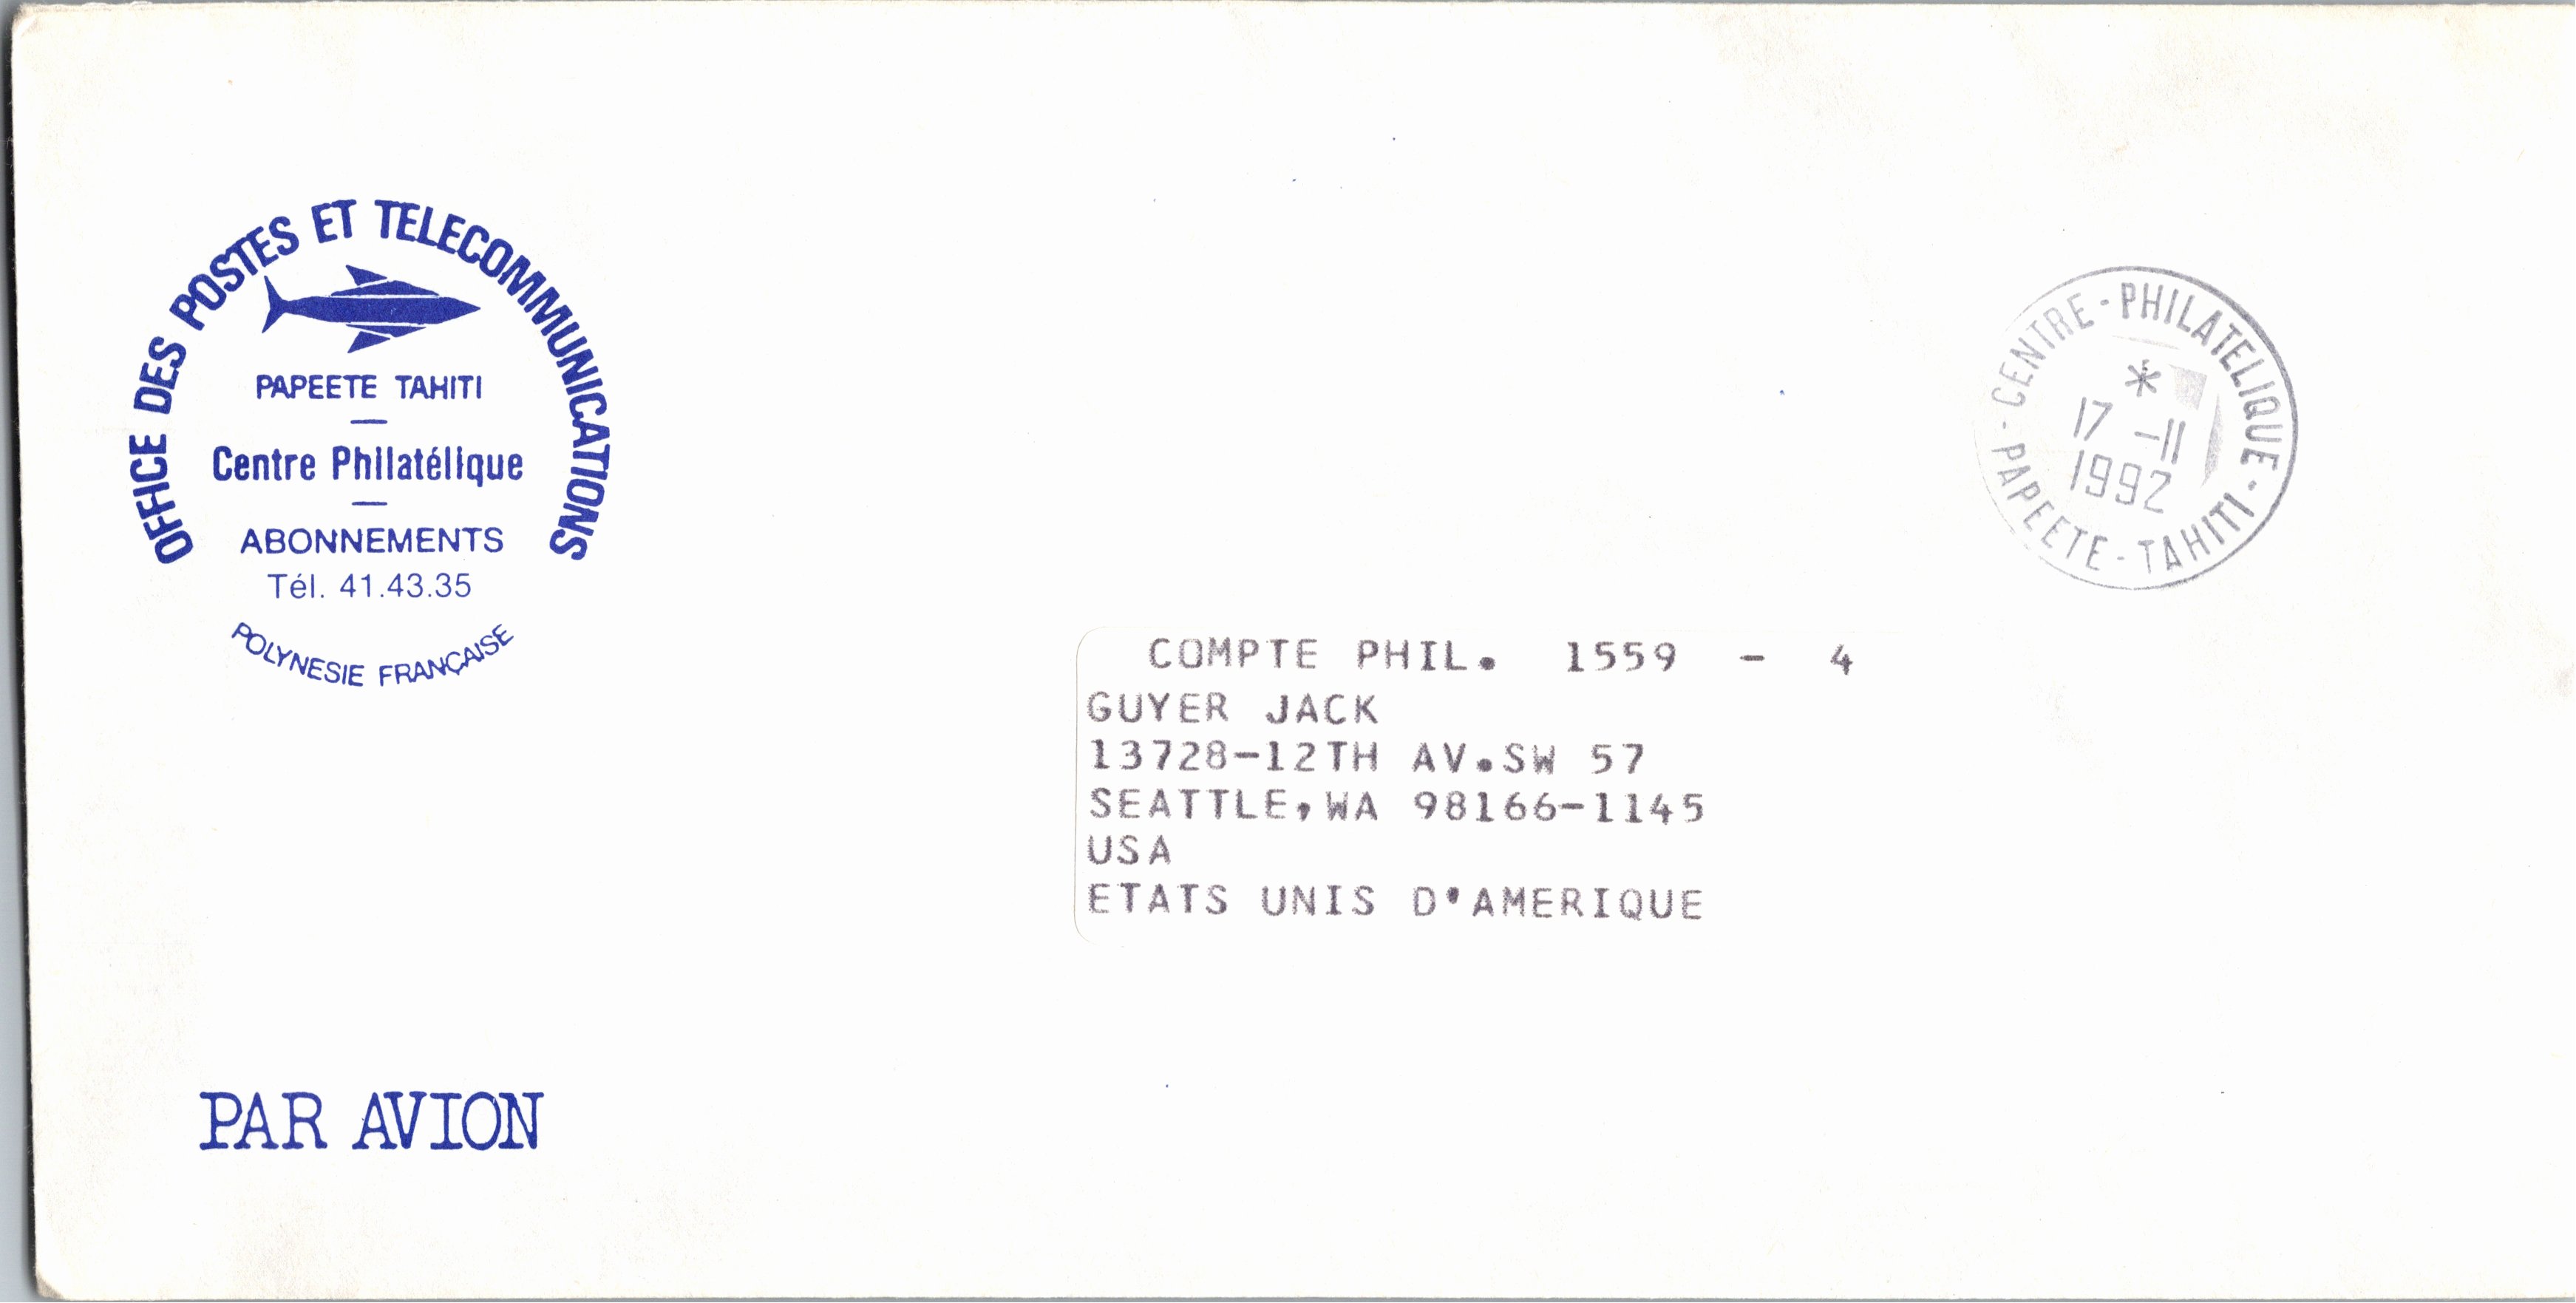 OFFICE DES POSTES ET TELECOMMUNICATIONS
PAPEETE TAHITI
Centre Philatélique
ABONNEMENTS
Tél. 41.43.35
POLYNESIE FRANÇAISE
- CENTRE - PHILATELIQUE -
*
17 -11
1992
PAPEETE - TAHITI
COMPTE PHIL. 1559 - 4
GUYER JACK
13728-12TH AV.SW 57
SEATTLE,WA 98166-1145
USA
ETATS UNIS D'AMERIQUE
PAR AVION